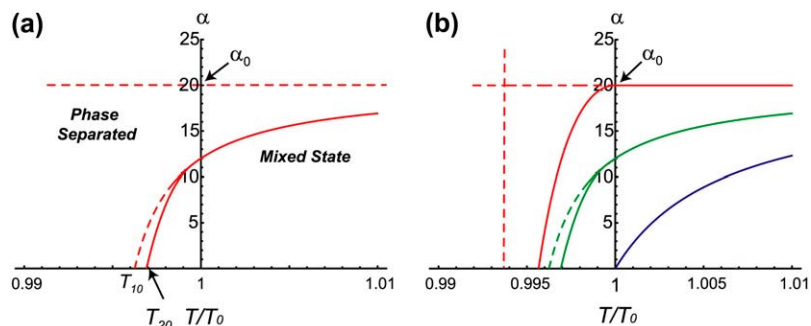 (a)
α
25
α₀
20
Phase
Separated
15
Mixed State
10
5
0.99
T₁₀
1
1.01
T₂₀ T/T₀
(b)
α
25
α₀
20
15
10
5
0.99
0.995
1
1.005
1.01
T/T₀